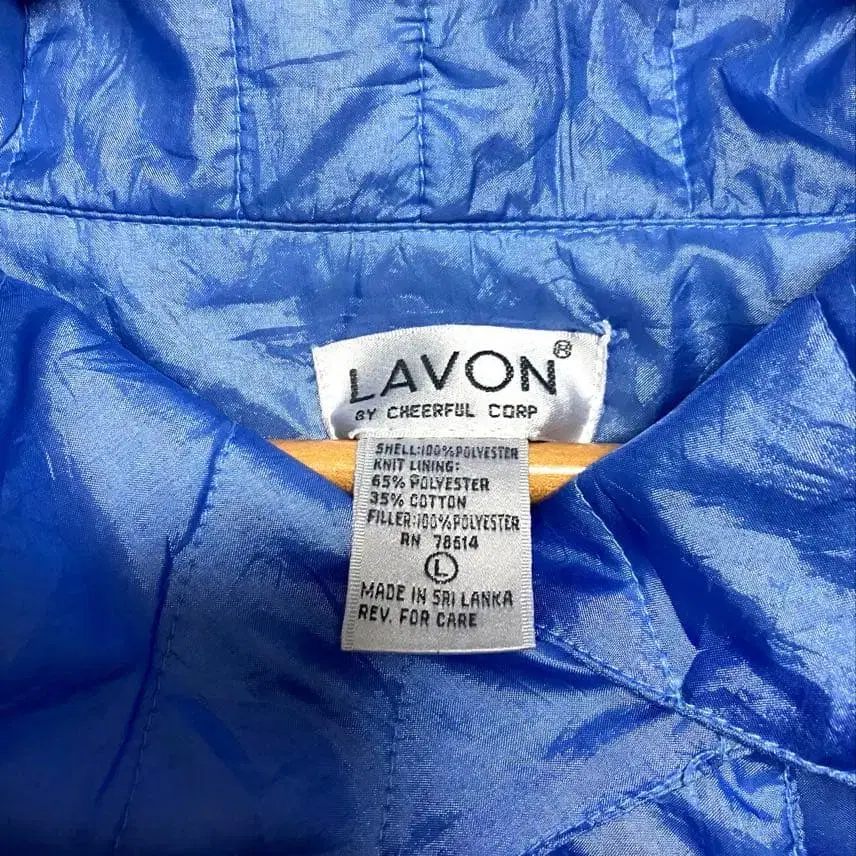 LAVON®
BY CHEERFUL CORP
SHELL:100%POLYESTER
KNIT LINING:
65% POLYESTER
35% COTTON
FILLER:100%POLYESTER
RN 78614
L
MADE IN SRI LANKA
REV. FOR CARE